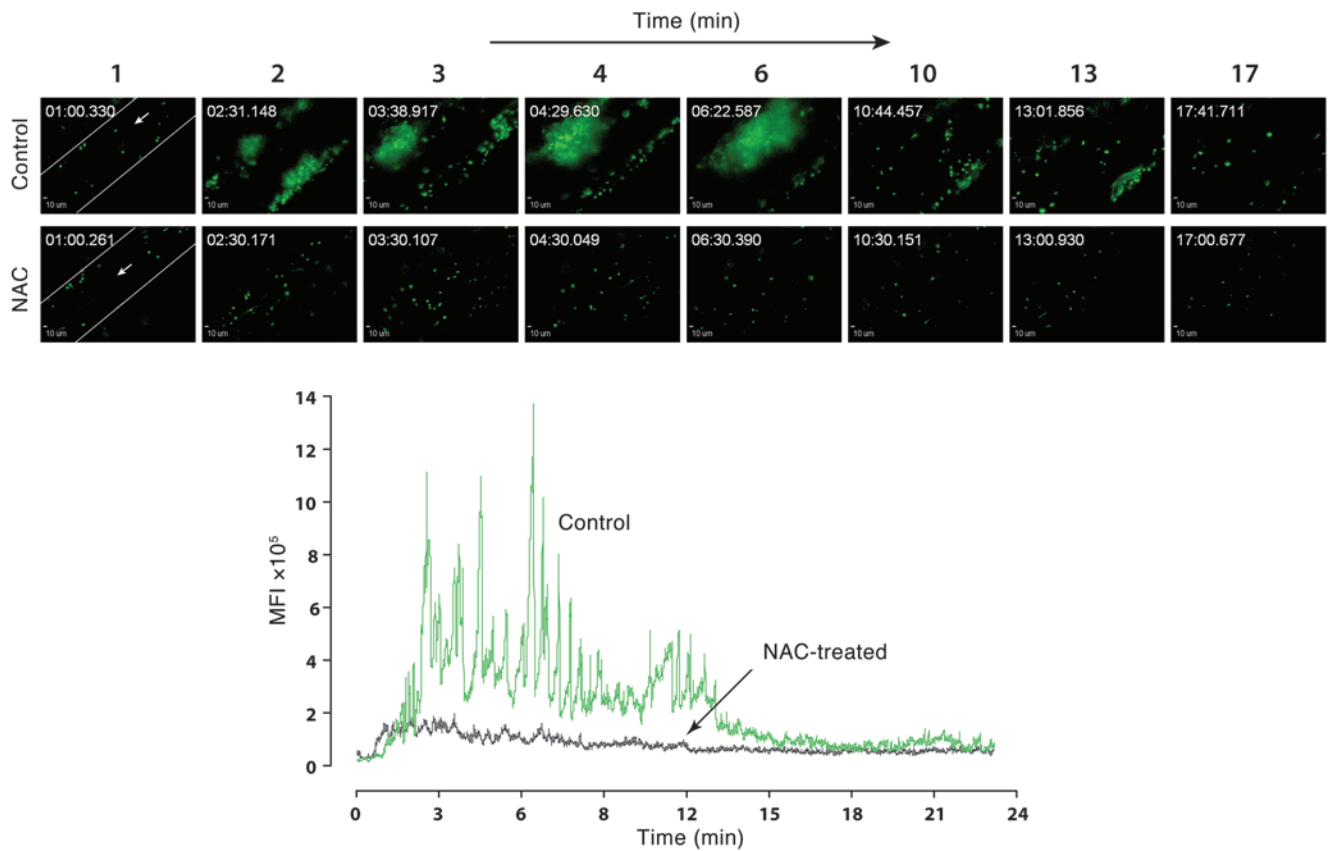 Time (min)
1 2 3 4 6 10 13 17
Control
01:00.330 02:31.148 03:38.917 04:29.630 06:22.587 10:44.457 13:01.856 17:41.711
10 um 10 um 10 um 10 um 10 um 10 um 10 um 10 um
NAC
01:00.261 02:30.171 03:30.107 04:30.049 06:30.390 10:30.151 13:00.930 17:00.677
10 um 10 um 10 um 10 um 10 um 10 um 10 um 10 um
MFI ×10⁵
14
12
10
8
6
4
2
0
Control
NAC-treated
0 3 6 4 8 12 15 18 21 24
Time (min)